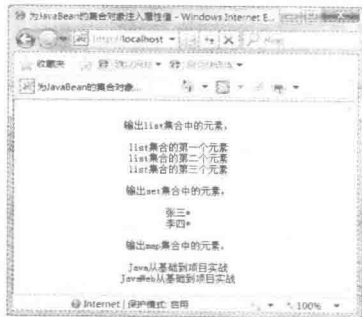 为JavaBean的集合对象注入属性值 - Windows Internet E...
localhost
收藏夹
为JavaBean的集合对象...
输出list集合中的元素，
list集合的第一个元素
list集合的第二个元素
list集合的第三个元素
输出set集合中的元素，
张三*
李四*
输出map集合中的元素，
Java从基础到项目实战
JavaWeb从基础到项目实战
Internet | 保护模式: 启用
100%